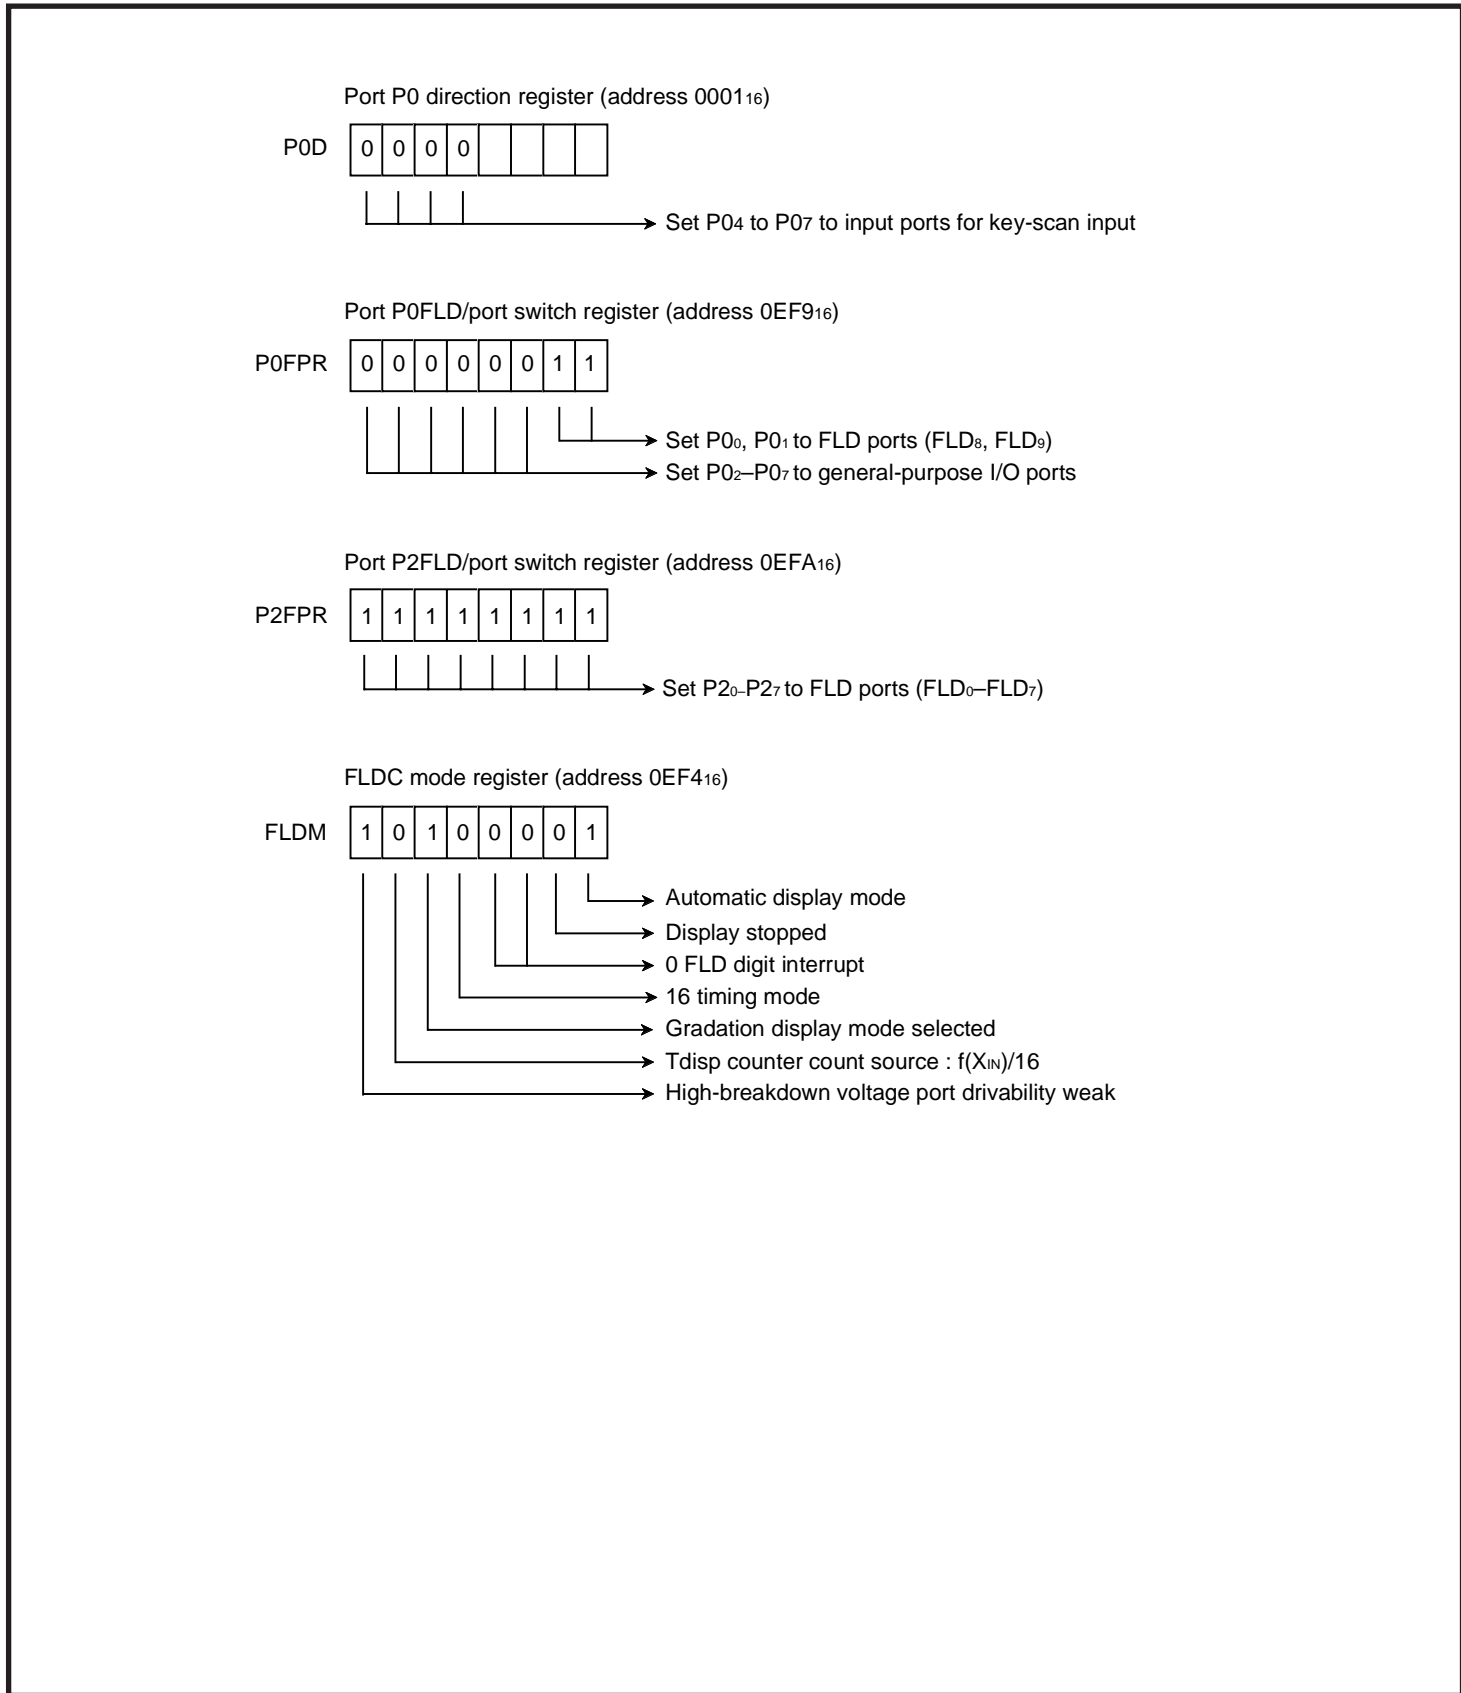 Port P0 direction register (address 0001₁₆)
P0D 0 0 0 0
Set P04 to P07 to input ports for key-scan input
Port P0FLD/port switch register (address 0EF9₁₆)
P0FPR 0 0 0 0 0 0 1 1
Set P0₀, P0₁ to FLD ports (FLD₈, FLD₉)
Set P0₂–P0₇ to general-purpose I/O ports
Port P2FLD/port switch register (address 0EFA₁₆)
P2FPR 1 1 1 1 1 1 1 1
Set P2₀–P2₇ to FLD ports (FLD₀–FLD₇)
FLDC mode register (address 0EF4₁₆)
FLDM 1 0 1 0 0 0 0 1
Automatic display mode
Display stopped
0 FLD digit interrupt
16 timing mode
Gradation display mode selected
Tdisp counter count source : f(XIN)/16
High-breakdown voltage port drivability weak